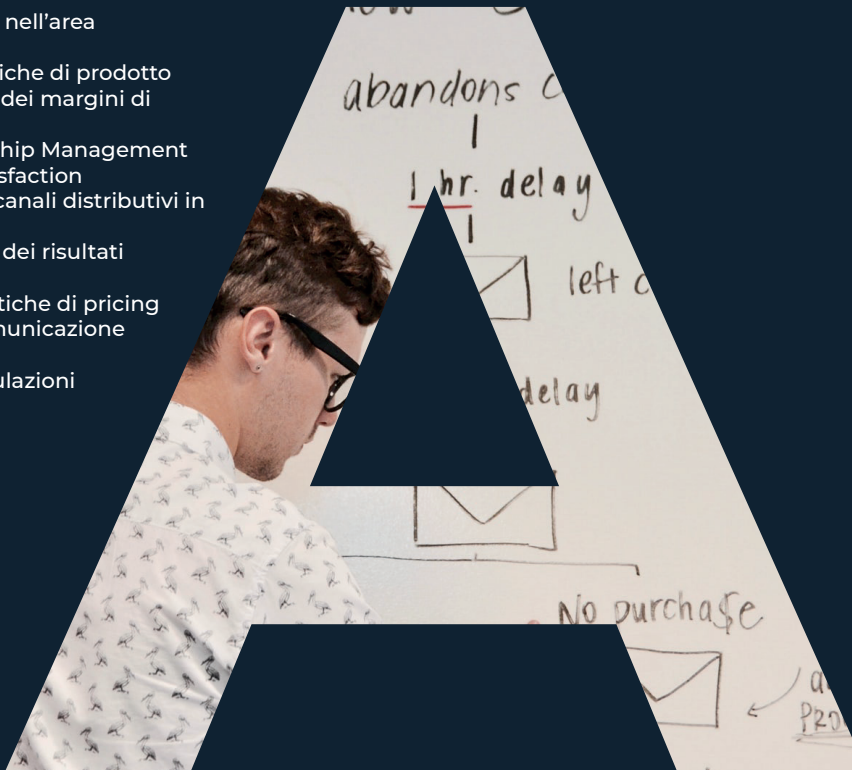 nell'area
iche di prodotto
dei margini di
hip Management
sfaction
canali distributivi in
dei risultati
tiche di pricing
unicazione
ulazioni
abandons
1 hr. delay
left
delay
No purchase